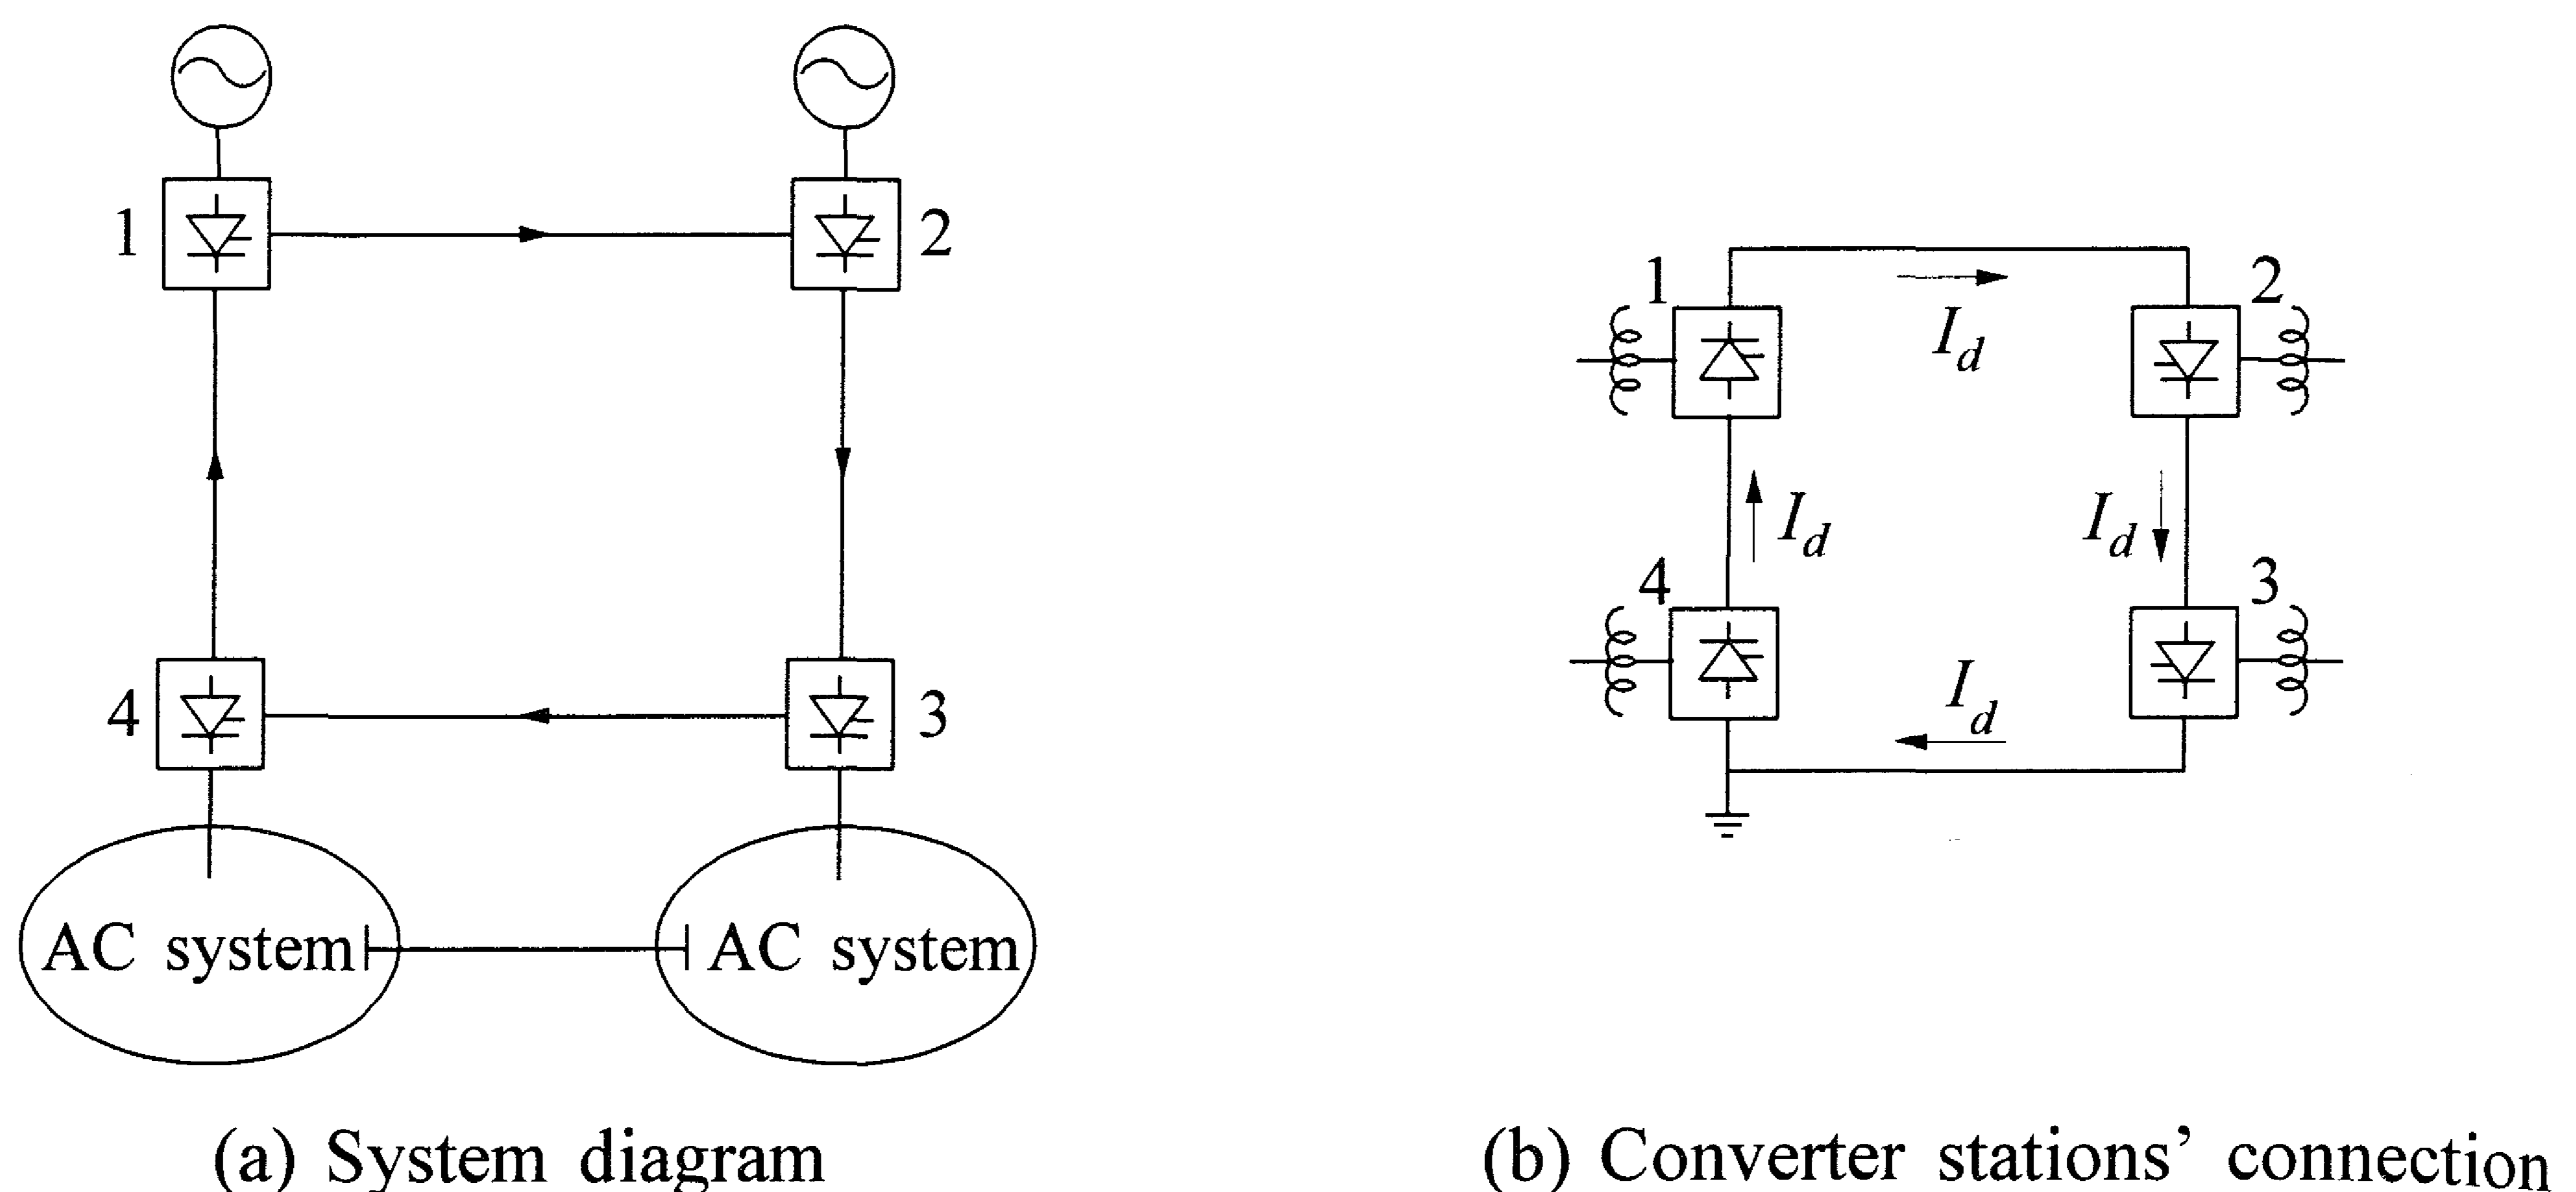 1
2
4
3
AC system
AC system
(a) System diagram
1
2
I_d
I_d
I_d
4
3
I_d
(b) Converter stations’ connection